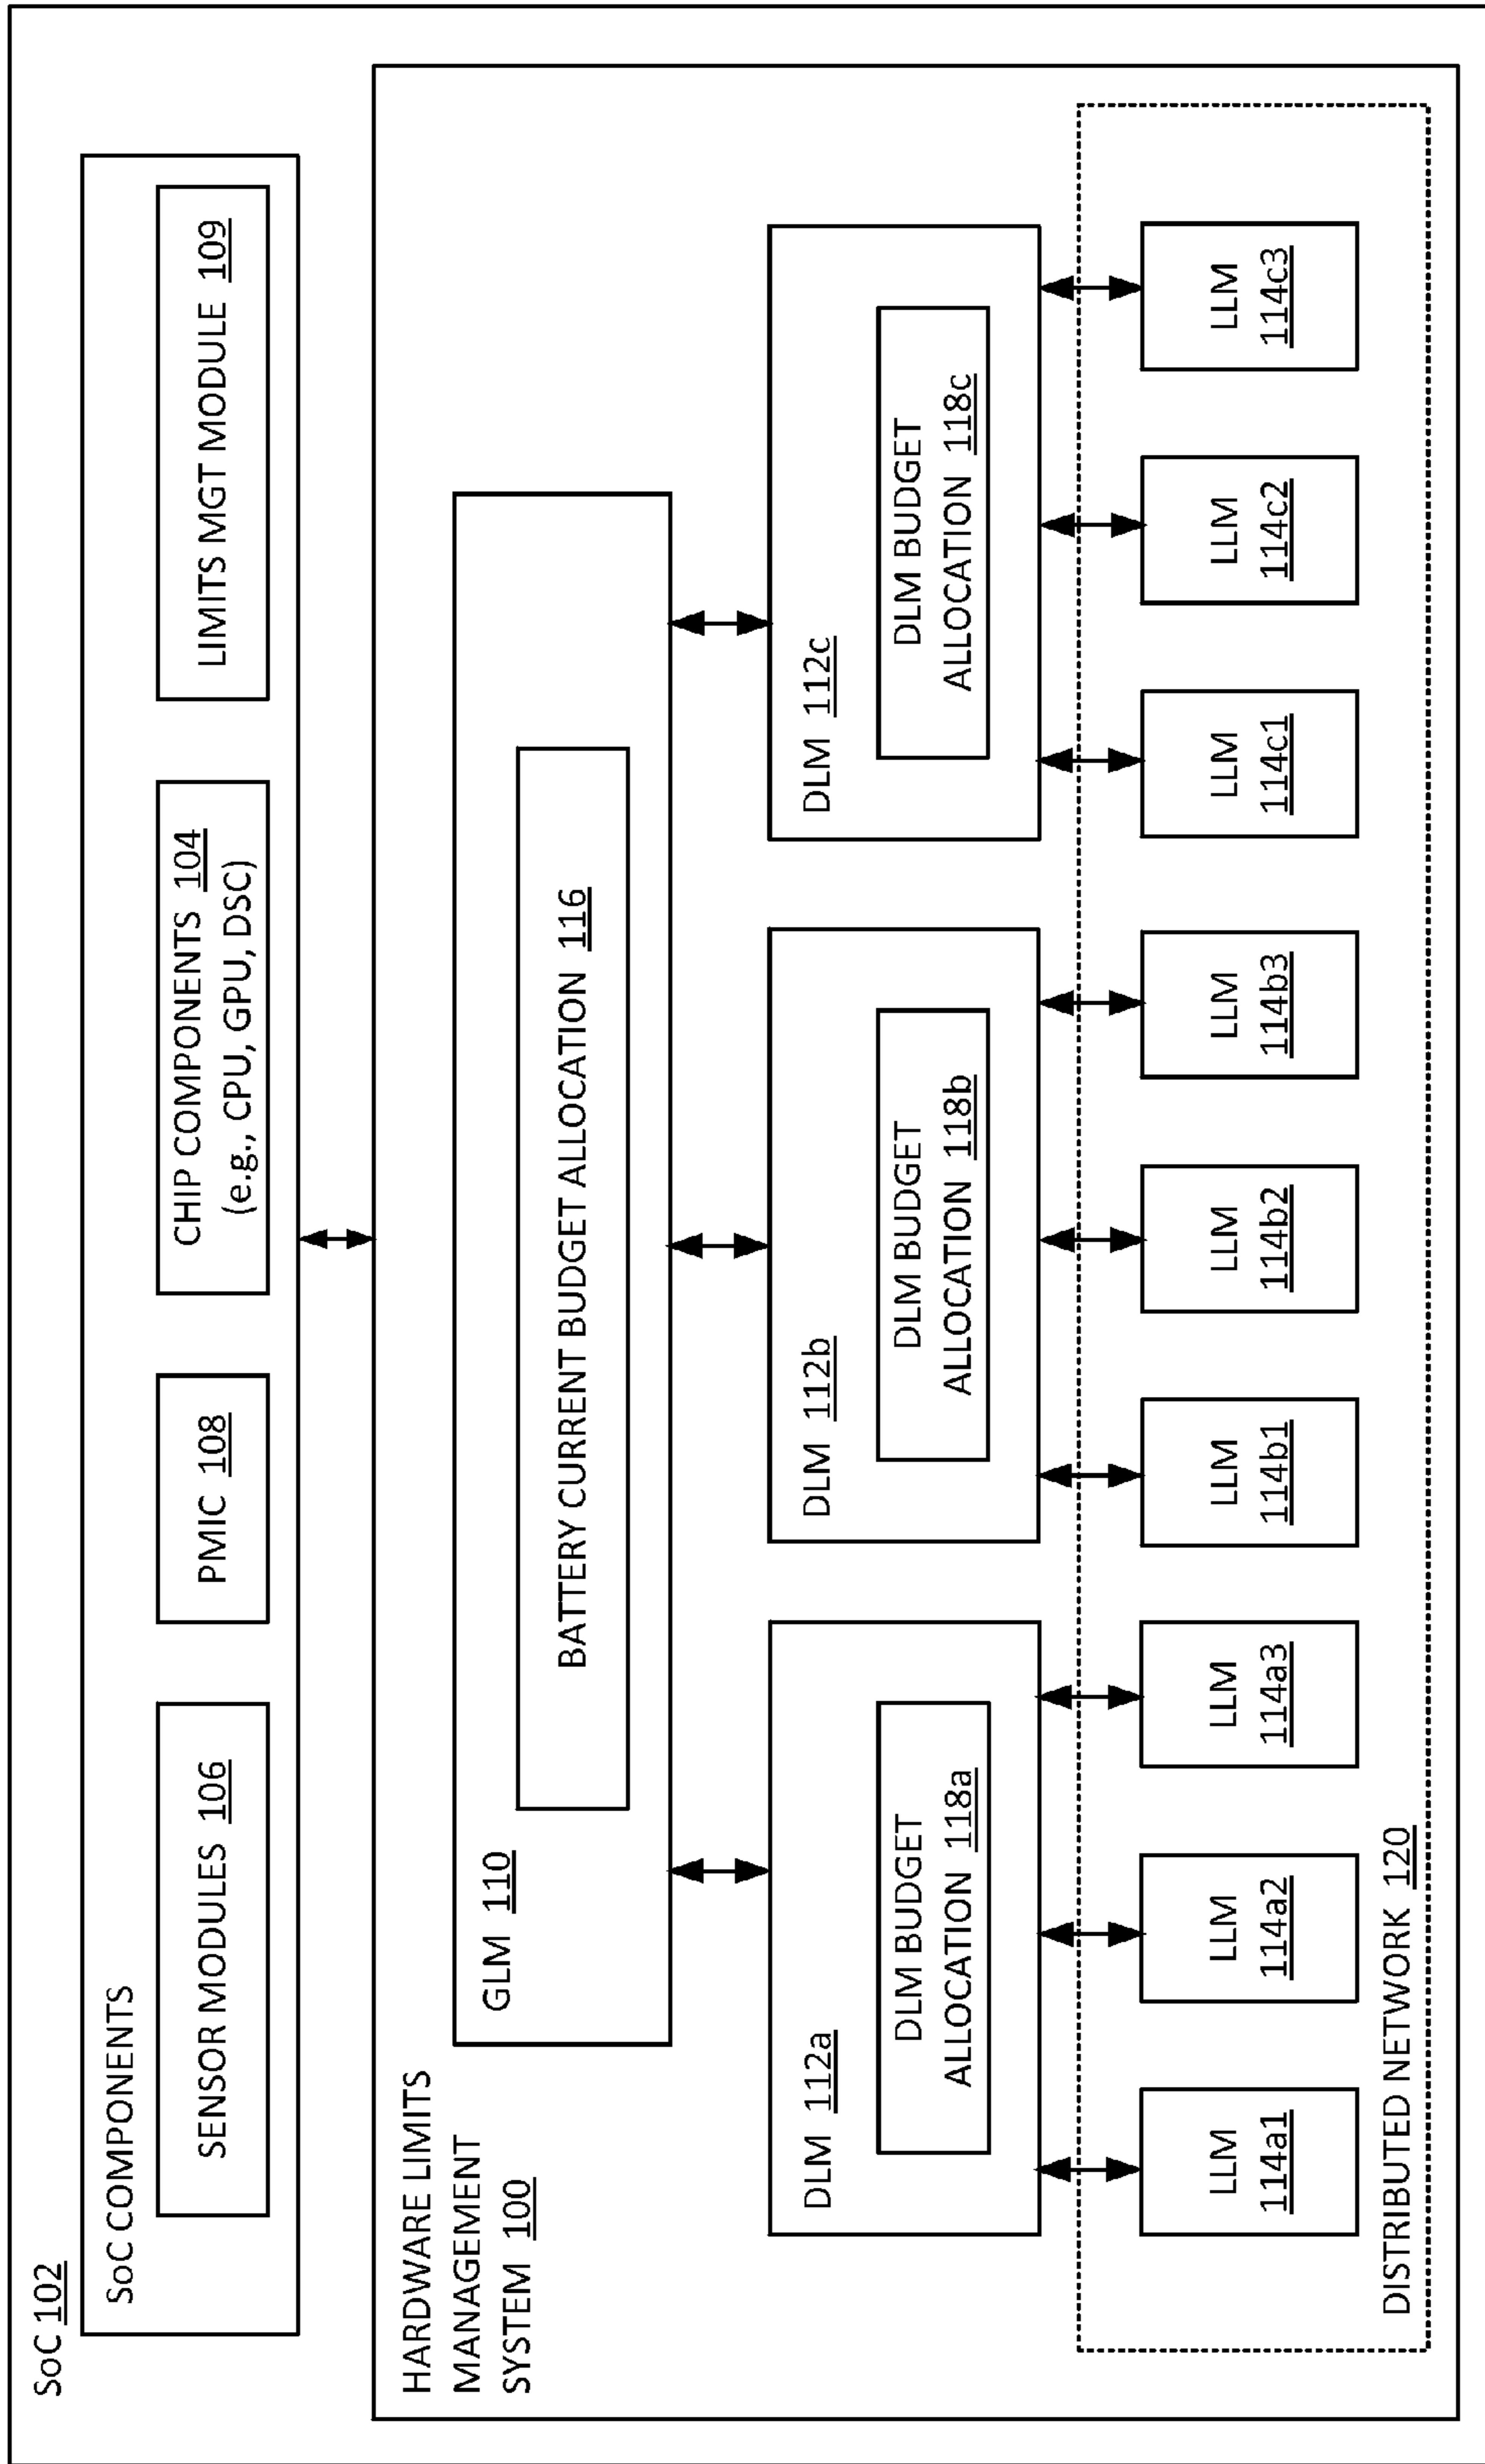 SoC 102
SoC COMPONENTS
SENSOR MODULES 106
PMIC 108
CHIP COMPONENTS 104
(e.g., CPU, GPU, DSC)
LIMITS MGT MODULE 109
HARDWARE LIMITS
MANAGEMENT
SYSTEM 100
GLM 110
BATTERY CURRENT BUDGET ALLOCATION 116
DLM 112a
DLM BUDGET
ALLOCATION 118a
DLM 112b
DLM BUDGET
ALLOCATION 118b
DLM 112c
DLM BUDGET
ALLOCATION 118c
LLM
114a1
LLM
114a2
LLM
114a3
LLM
114b1
LLM
114b2
LLM
114b3
LLM
114c1
LLM
114c2
LLM
114c3
DISTRIBUTED NETWORK 120